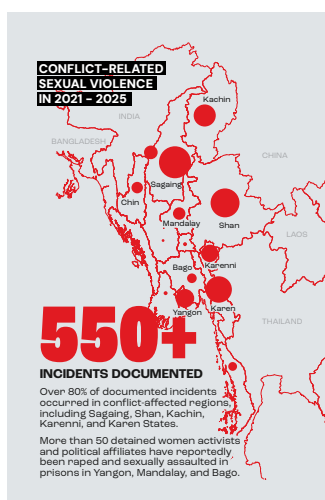 CONFLICT-RELATED
SEXUAL VIOLENCE
IN 2021 – 2025
Kachin
INDIA
BANGLADESH
CHINA
Sagaing
Chin
Shan
Mandalay
LAOS
Bago
Karenni
Yangon
Karen
THAILAND
550+
INCIDENTS DOCUMENTED
Over 80% of documented incidents
occurred in conflict-affected regions,
including Sagaing, Shan, Kachin,
Karenni, and Karen States.
More than 50 detained women activists
and political affiliates have reportedly
been raped and sexually assaulted in
prisons in Yangon, Mandalay, and Bago.